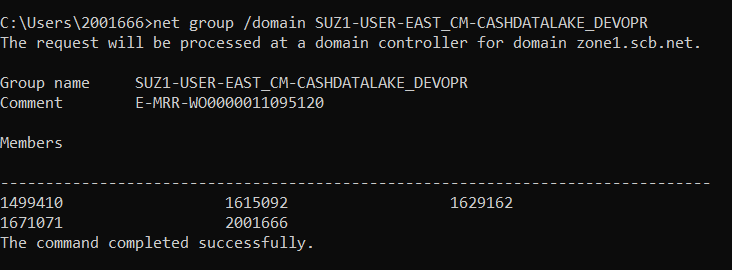 C:\Users\2001666>net group /domain SUZ1-USER-EAST_CM-CASHDATALAKE_DEVOPR
The request will be processed at a domain controller for domain zone1.scb.net.
Group name     SUZ1-USER-EAST_CM-CASHDATALAKE_DEVOPR
Comment        E-MRR-WO0000011095120
Members
-------------------------------------------------------------------------------
1499410                  1615092                  1629162
1671071                  2001666
The command completed successfully.